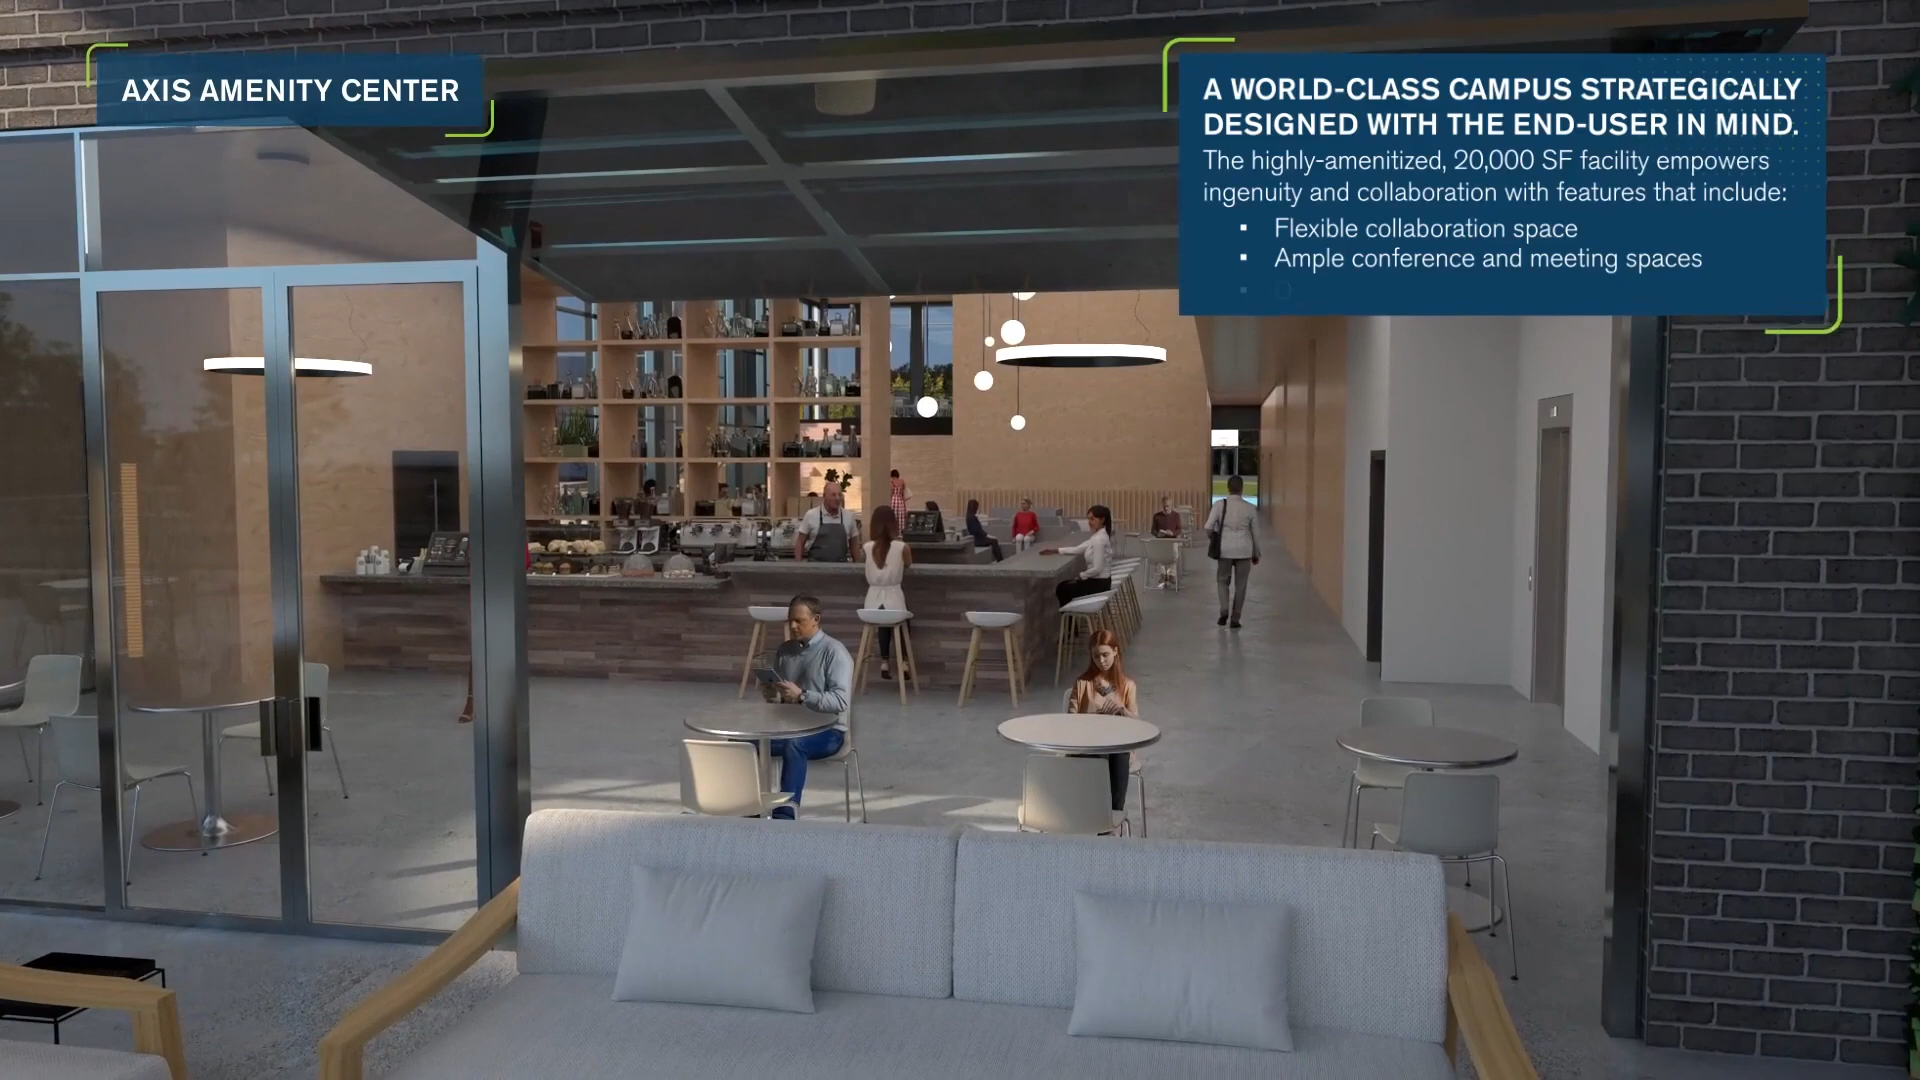 AXIS AMENITY CENTER
A WORLD-CLASS CAMPUS STRATEGICALLY
DESIGNED WITH THE END-USER IN MIND.
The highly-amenitized, 20,000 SF facility empowers
ingenuity and collaboration with features that include:
▪ Flexible collaboration space
▪ Ample conference and meeting spaces